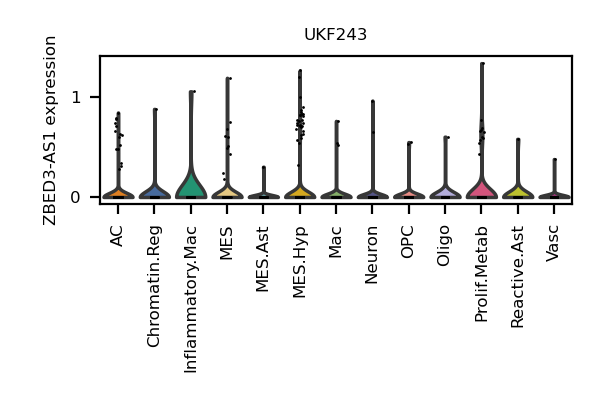 UKF243
ZBED3-AS1 expression
1
0
AC
Chromatin.Reg
Inflammatory.Mac
MES
MES.Ast
MES.Hyp
Mac
Neuron
OPC
Oligo
Prolif.Metab
Reactive.Ast
Vasc